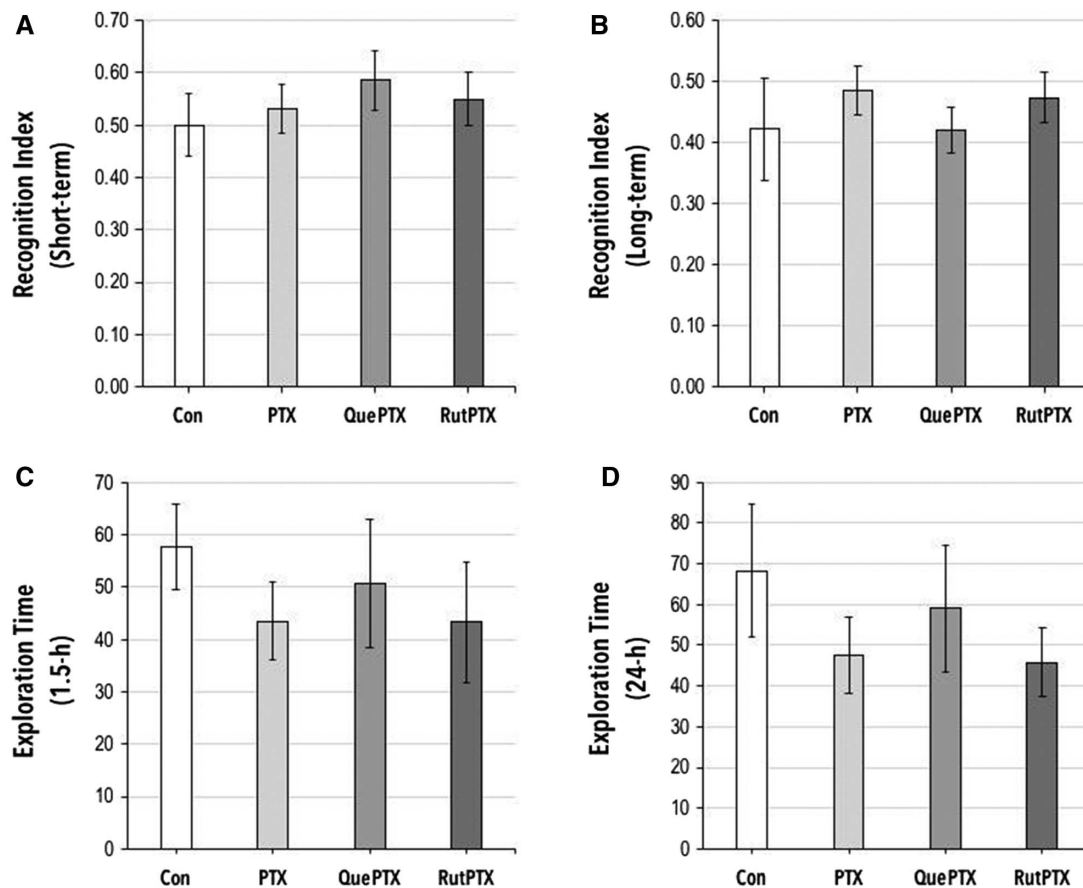 A
Recognition Index
(Short-term)
0.70
0.60
0.50
0.40
0.30
0.20
0.10
0.00
Con PTX QuePTX RutPTX
B
Recognition Index
(Long-term)
0.60
0.50
0.40
0.30
0.20
0.10
0.00
Con PTX QuePTX RutPTX
C
Exploration Time
(1.5-h)
70
60
50
40
30
20
10
0
Con PTX QuePTX RutPTX
D
Exploration Time
(24-h)
90
80
70
60
50
40
30
20
10
0
Con PTX QuePTX RutPTX